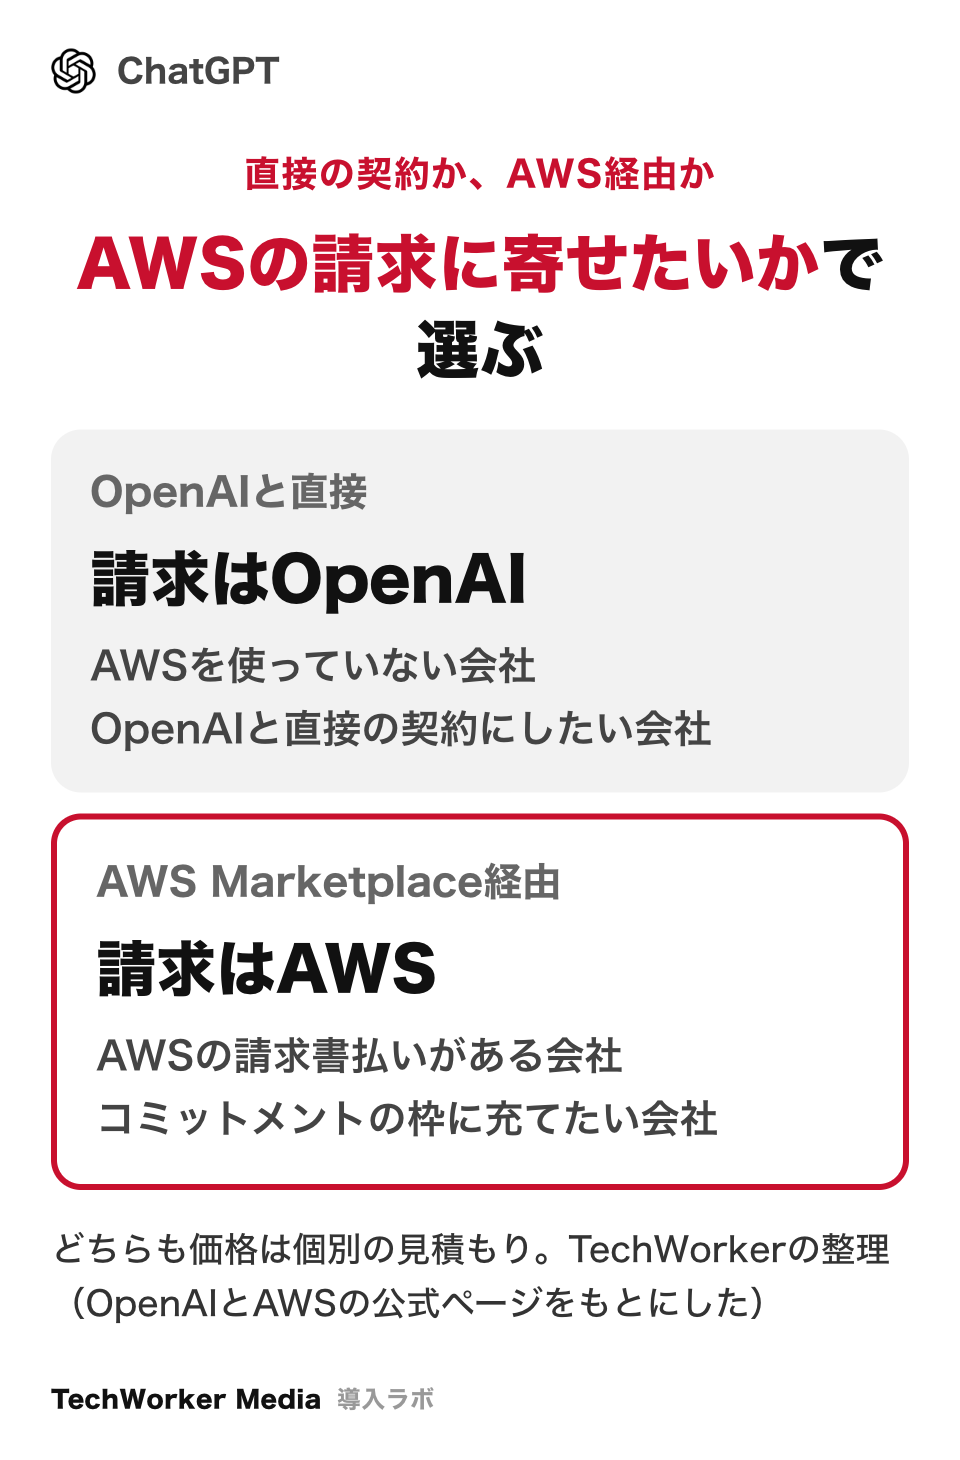 ChatGPT
直接の契約か、AWS経由か
AWSの請求に寄せたいかで
選ぶ
OpenAIと直接
請求はOpenAI
AWSを使っていない会社
OpenAIと直接の契約にしたい会社
AWS Marketplace経由
請求はAWS
AWSの請求書払いがある会社
コミットメントの枠に充てたい会社
どちらも価格は個別の見積もり。TechWorkerの整理
（OpenAIとAWSの公式ページをもとにした）
TechWorker Media 導入ラボ